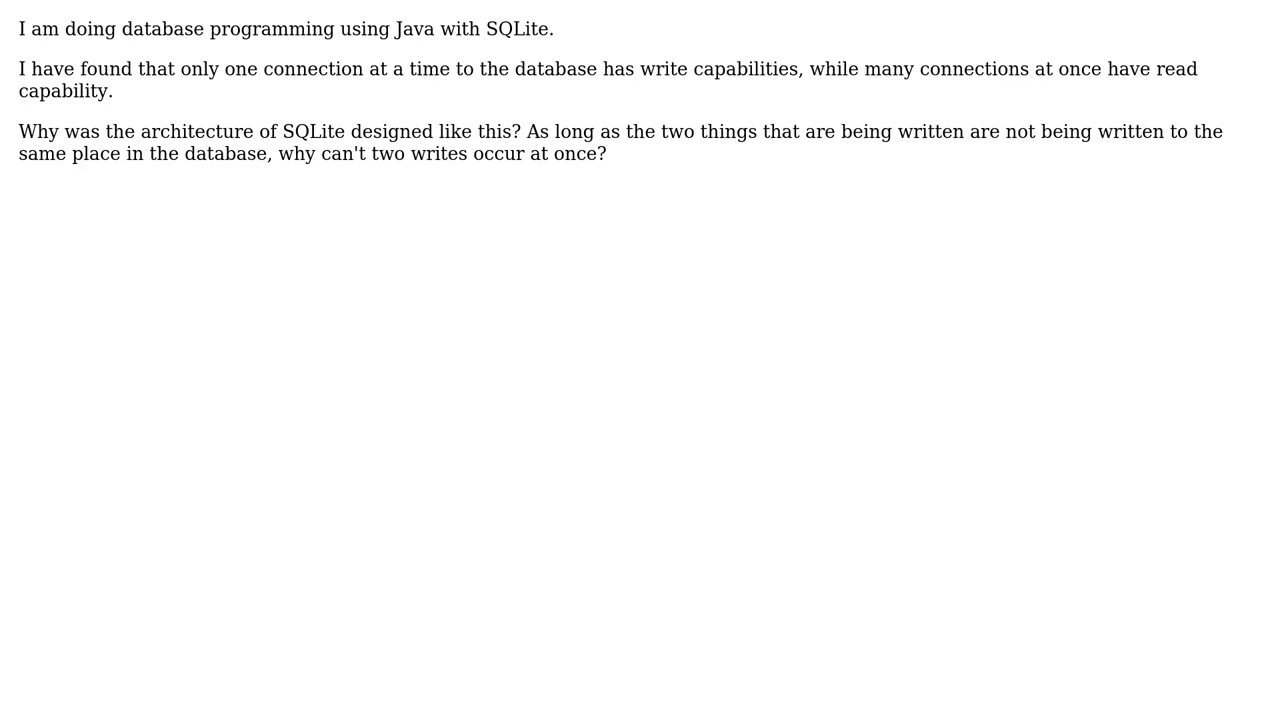 I am doing database programming using Java with SQLite.
I have found that only one connection at a time to the database has write capabilities, while many connections at once have read
capability.
Why was the architecture of SQLite designed like this? As long as the two things that are being written are not being written to the
same place in the database, why can't two writes occur at once?